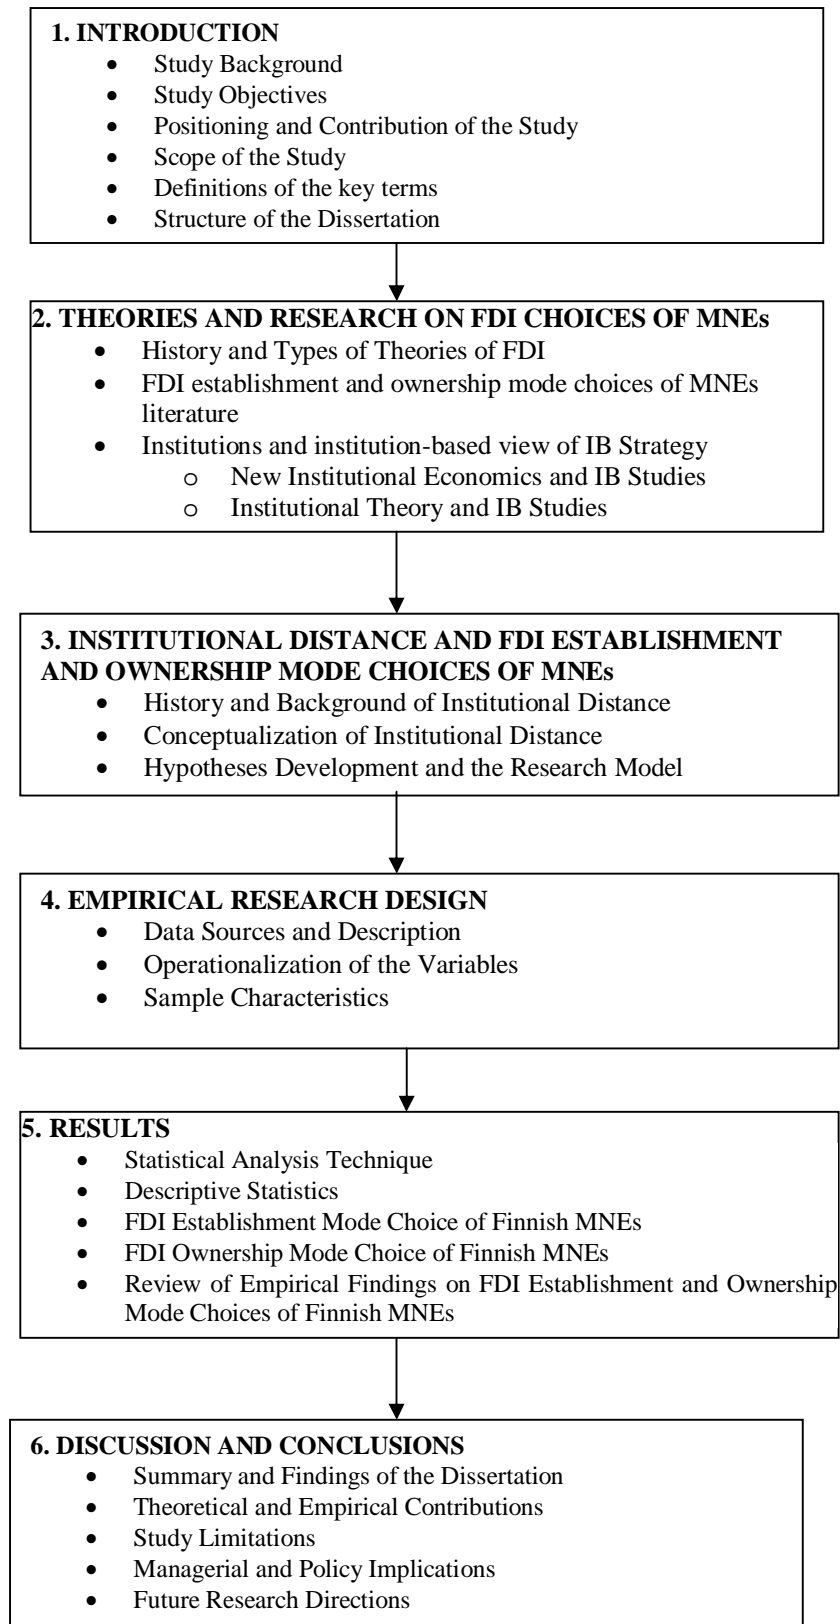 1. INTRODUCTION
• Study Background
• Study Objectives
• Positioning and Contribution of the Study
• Scope of the Study
• Definitions of the key terms
• Structure of the Dissertation
2. THEORIES AND RESEARCH ON FDI CHOICES OF MNEs
• History and Types of Theories of FDI
• FDI establishment and ownership mode choices of MNEs
literature
• Institutions and institution-based view of IB Strategy
o New Institutional Economics and IB Studies
o Institutional Theory and IB Studies
3. INSTITUTIONAL DISTANCE AND FDI ESTABLISHMENT
AND OWNERSHIP MODE CHOICES OF MNEs
• History and Background of Institutional Distance
• Conceptualization of Institutional Distance
• Hypotheses Development and the Research Model
4. EMPIRICAL RESEARCH DESIGN
• Data Sources and Description
• Operationalization of the Variables
• Sample Characteristics
5. RESULTS
• Statistical Analysis Technique
• Descriptive Statistics
• FDI Establishment Mode Choice of Finnish MNEs
• FDI Ownership Mode Choice of Finnish MNEs
• Review of Empirical Findings on FDI Establishment and Ownership
Mode Choices of Finnish MNEs
6. DISCUSSION AND CONCLUSIONS
• Summary and Findings of the Dissertation
• Theoretical and Empirical Contributions
• Study Limitations
• Managerial and Policy Implications
• Future Research Directions